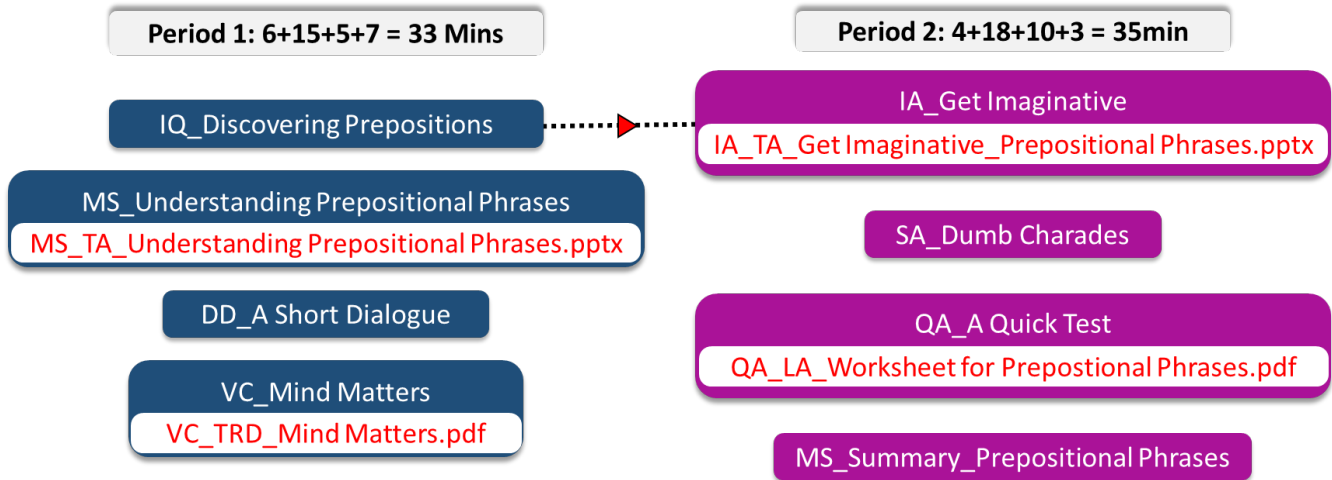 Period 1: 6+15+5+7 = 33 Mins
IQ_Discovering Prepositions
MS_Understanding Prepositional Phrases
MS_TA_Understanding Prepositional Phrases.pptx
DD_A Short Dialogue
VC_Mind Matters
VC_TRD_Mind Matters.pdf
Period 2: 4+18+10+3 = 35min
IA_Get Imaginative
IA_TA_Get Imaginative_Prepositional Phrases.pptx
SA_Dumb Charades
QA_A Quick Test
QA_LA_Worksheet for Prepostional Phrases.pdf
MS_Summary_Prepositional Phrases